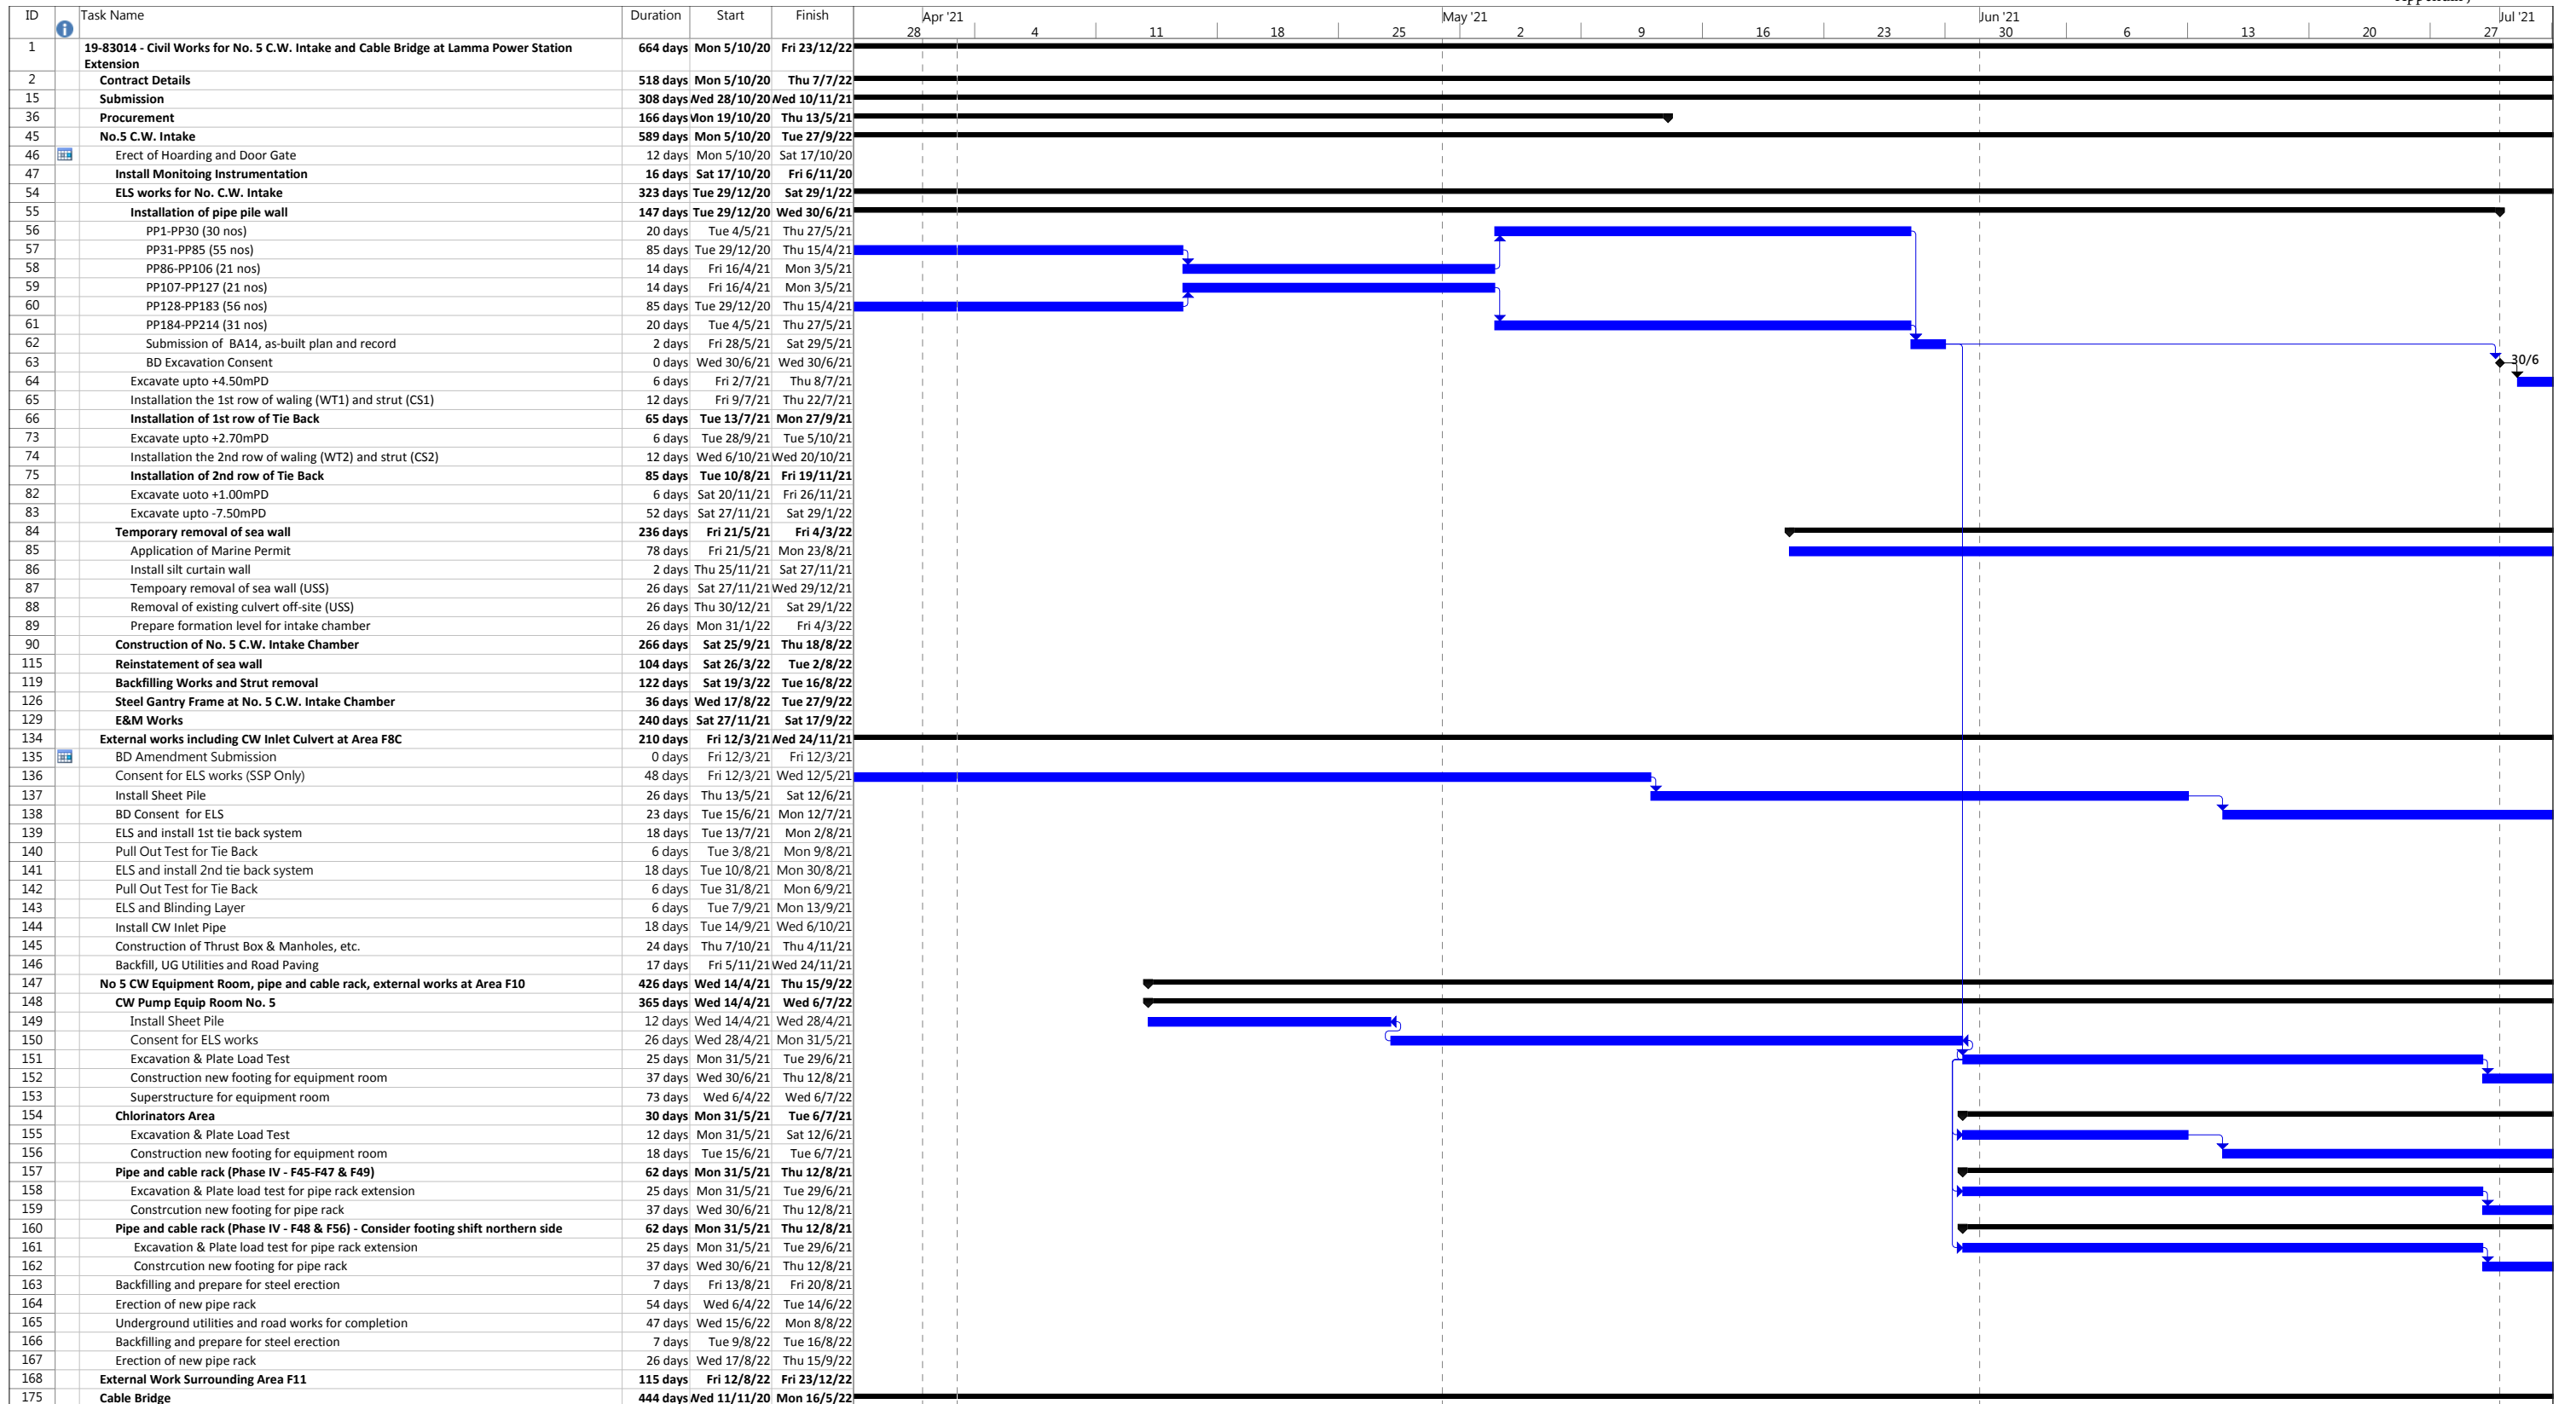 Appendix
ID Task Name Duration Start Finish Apr '21 May '21 Jun '21 Jul '21
28 4 11 18 25 2 9 16 23 30 6 13 20 27
1 19-83014 - Civil Works for No. 5 C.W. Intake and Cable Bridge at Lamma Power Station 664 days Mon 5/10/20 Fri 23/12/22
Extension
2 Contract Details 518 days Mon 5/10/20 Thu 7/7/22
15 Submission 308 days Wed 28/10/20 Wed 10/11/21
36 Procurement 166 days Mon 19/10/20 Thu 13/5/21
45 No.5 C.W. Intake 589 days Mon 5/10/20 Tue 27/9/22
46 Erect of Hoarding and Door Gate 12 days Mon 5/10/20 Sat 17/10/20
47 Install Monitoing Instrumentation 16 days Sat 17/10/20 Fri 6/11/20
54 ELS works for No. C.W. Intake 323 days Tue 29/12/20 Sat 29/1/22
55 Installation of pipe pile wall 147 days Tue 29/12/20 Wed 30/6/21
56 PP1-PP30 (30 nos) 20 days Tue 4/5/21 Thu 27/5/21
57 PP31-PP85 (55 nos) 85 days Tue 29/12/20 Thu 15/4/21
58 PP86-PP106 (21 nos) 14 days Fri 16/4/21 Mon 3/5/21
59 PP107-PP127 (21 nos) 14 days Fri 16/4/21 Mon 3/5/21
60 PP128-PP183 (56 nos) 85 days Tue 29/12/20 Thu 15/4/21
61 PP184-PP214 (31 nos) 20 days Tue 4/5/21 Thu 27/5/21
62 Submission of BA14, as-built plan and record 2 days Fri 28/5/21 Sat 29/5/21
63 BD Excavation Consent 0 days Wed 30/6/21 Wed 30/6/21 30/6
64 Excavate upto +4.50mPD 6 days Fri 2/7/21 Thu 8/7/21
65 Installation the 1st row of waling (WT1) and strut (CS1) 12 days Fri 9/7/21 Thu 22/7/21
66 Installation of 1st row of Tie Back 65 days Tue 13/7/21 Mon 27/9/21
73 Excavate upto +2.70mPD 6 days Tue 28/9/21 Tue 5/10/21
74 Installation the 2nd row of waling (WT2) and strut (CS2) 12 days Wed 6/10/21 Wed 20/10/21
75 Installation of 2nd row of Tie Back 85 days Tue 10/8/21 Fri 19/11/21
82 Excavate uoto +1.00mPD 6 days Sat 20/11/21 Fri 26/11/21
83 Excavate upto -7.50mPD 52 days Sat 27/11/21 Sat 29/1/22
84 Temporary removal of sea wall 236 days Fri 21/5/21 Fri 4/3/22
85 Application of Marine Permit 78 days Fri 21/5/21 Mon 23/8/21
86 Install silt curtain wall 2 days Thu 25/11/21 Sat 27/11/21
87 Tempoary removal of sea wall (USS) 26 days Sat 27/11/21 Wed 29/12/21
88 Removal of existing culvert off-site (USS) 26 days Thu 30/12/21 Sat 29/1/22
89 Prepare formation level for intake chamber 26 days Mon 31/1/22 Fri 4/3/22
90 Construction of No. 5 C.W. Intake Chamber 266 days Sat 25/9/21 Thu 18/8/22
115 Reinstatement of sea wall 104 days Sat 26/3/22 Tue 2/8/22
119 Backfilling Works and Strut removal 122 days Sat 19/3/22 Tue 16/8/22
126 Steel Gantry Frame at No. 5 C.W. Intake Chamber 36 days Wed 17/8/22 Tue 27/9/22
129 E&M Works 240 days Sat 27/11/21 Sat 17/9/22
134 External works including CW Inlet Culvert at Area F8C 210 days Fri 12/3/21 Wed 24/11/21
135 BD Amendment Submission 0 days Fri 12/3/21 Fri 12/3/21
136 Consent for ELS works (SSP Only) 48 days Fri 12/3/21 Wed 12/5/21
137 Install Sheet Pile 26 days Thu 13/5/21 Sat 12/6/21
138 BD Consent for ELS 23 days Tue 15/6/21 Mon 12/7/21
139 ELS and install 1st tie back system 18 days Tue 13/7/21 Mon 2/8/21
140 Pull Out Test for Tie Back 6 days Tue 3/8/21 Mon 9/8/21
141 ELS and install 2nd tie back system 18 days Tue 10/8/21 Mon 30/8/21
142 Pull Out Test for Tie Back 6 days Tue 31/8/21 Mon 6/9/21
143 ELS and Blinding Layer 6 days Tue 7/9/21 Mon 13/9/21
144 Install CW Inlet Pipe 18 days Tue 14/9/21 Wed 6/10/21
145 Construction of Thrust Box & Manholes, etc. 24 days Thu 7/10/21 Thu 4/11/21
146 Backfill, UG Utilities and Road Paving 17 days Fri 5/11/21 Wed 24/11/21
147 No 5 CW Equipment Room, pipe and cable rack, external works at Area F10 426 days Wed 14/4/21 Thu 15/9/22
148 CW Pump Equip Room No. 5 365 days Wed 14/4/21 Wed 6/7/22
149 Install Sheet Pile 12 days Wed 14/4/21 Wed 28/4/21
150 Consent for ELS works 26 days Wed 28/4/21 Mon 31/5/21
151 Excavation & Plate Load Test 25 days Mon 31/5/21 Tue 29/6/21
152 Construction new footing for equipment room 37 days Wed 30/6/21 Thu 12/8/21
153 Superstructure for equipment room 73 days Wed 6/4/22 Wed 6/7/22
154 Chlorinators Area 30 days Mon 31/5/21 Tue 6/7/21
155 Excavation & Plate Load Test 12 days Mon 31/5/21 Sat 12/6/21
156 Construction new footing for equipment room 18 days Tue 15/6/21 Tue 6/7/21
157 Pipe and cable rack (Phase IV - F45-F47 & F49) 62 days Mon 31/5/21 Thu 12/8/21
158 Excavation & Plate load test for pipe rack extension 25 days Mon 31/5/21 Tue 29/6/21
159 Constrcution new footing for pipe rack 37 days Wed 30/6/21 Thu 12/8/21
160 Pipe and cable rack (Phase IV - F48 & F56) - Consider footing shift northern side 62 days Mon 31/5/21 Thu 12/8/21
161 Excavation & Plate load test for pipe rack extension 25 days Mon 31/5/21 Tue 29/6/21
162 Constrcution new footing for pipe rack 37 days Wed 30/6/21 Thu 12/8/21
163 Backfilling and prepare for steel erection 7 days Fri 13/8/21 Fri 20/8/21
164 Erection of new pipe rack 54 days Wed 6/4/22 Tue 14/6/22
165 Underground utilities and road works for completion 47 days Wed 15/6/22 Mon 8/8/22
166 Backfilling and prepare for steel erection 7 days Tue 9/8/22 Tue 16/8/22
167 Erection of new pipe rack 26 days Wed 17/8/22 Thu 15/9/22
168 External Work Surrounding Area F11 115 days Fri 12/8/22 Fri 23/12/22
175 Cable Bridge 444 days Wed 11/11/20 Mon 16/5/22